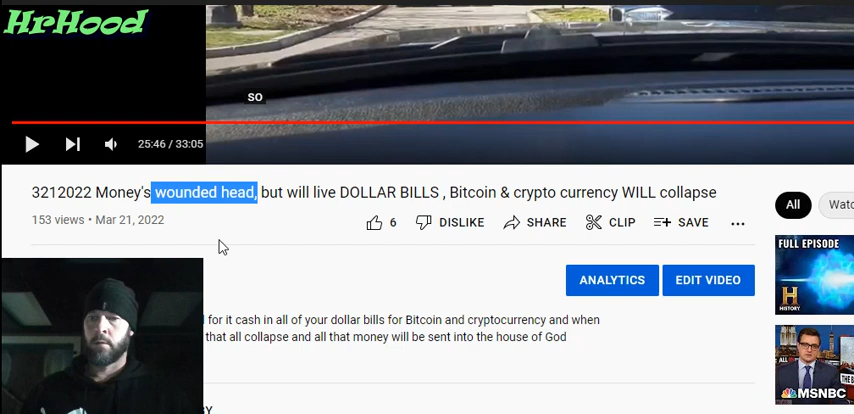 HrHood
SO
25:46 / 33:05
3212022 Money's wounded head, but will live DOLLAR BILLS , Bitcoin & crypto currency WILL collapse
153 views • Mar 21, 2022
6 DISLIKE SHARE CLIP SAVE ...
All Watc
ANALYTICS EDIT VIDEO
FULL EPISODE
H
HISTORY
for it cash in all of your dollar bills for Bitcoin and cryptocurrency and when
that all collapse and all that money will be sent into the house of God
MSNBC